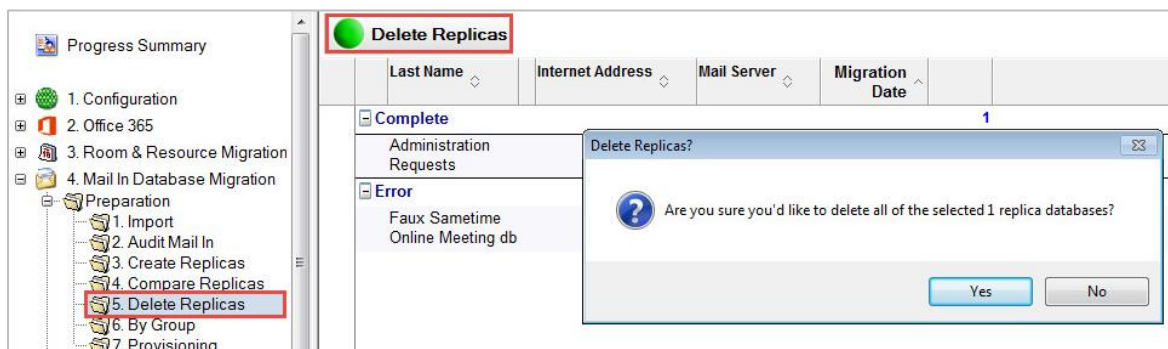 Progress Summary
1. Configuration
2. Office 365
3. Room & Resource Migration
4. Mail In Database Migration
Preparation
1. Import
2. Audit Mail In
3. Create Replicas
4. Compare Replicas
5. Delete Replicas
6. By Group
7. Provisioning
Delete Replicas
Last Name Internet Address Mail Server Migration
Date
Complete 1
Administration
Requests
Error
Faux Sametime
Online Meeting db
Delete Replicas?
Are you sure you'd like to delete all of the selected 1 replica databases?
Yes No